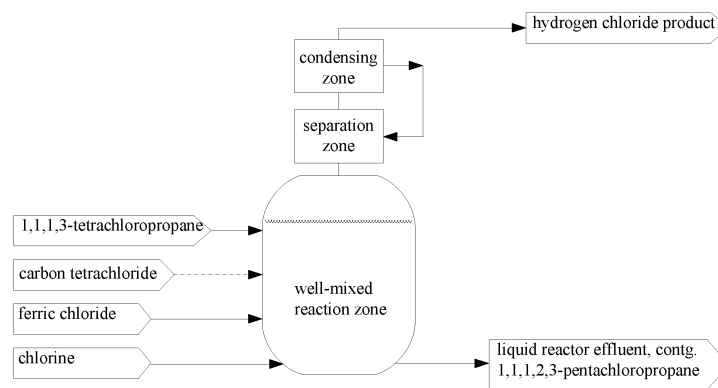 hydrogen chloride product
condensing
zone
separation
zone
1,1,1,3-tetrachloropropane
carbon tetrachloride
well-mixed
reaction zone
ferric chloride
chlorine
liquid reactor effluent, contg.
1,1,1,2,3-pentachloropropane